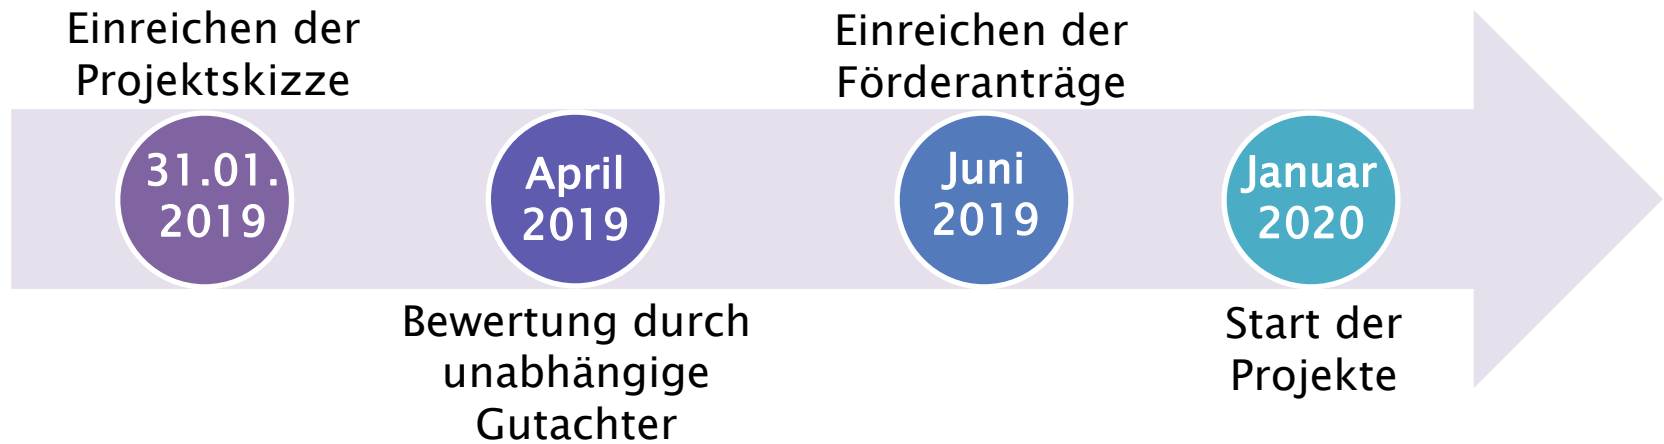 Einreichen der
Projektskizze
31.01.
2019
April
2019
Bewertung durch
unabhängige
Gutachter
Einreichen der
Förderanträge
Juni
2019
Januar
2020
Start der
Projekte